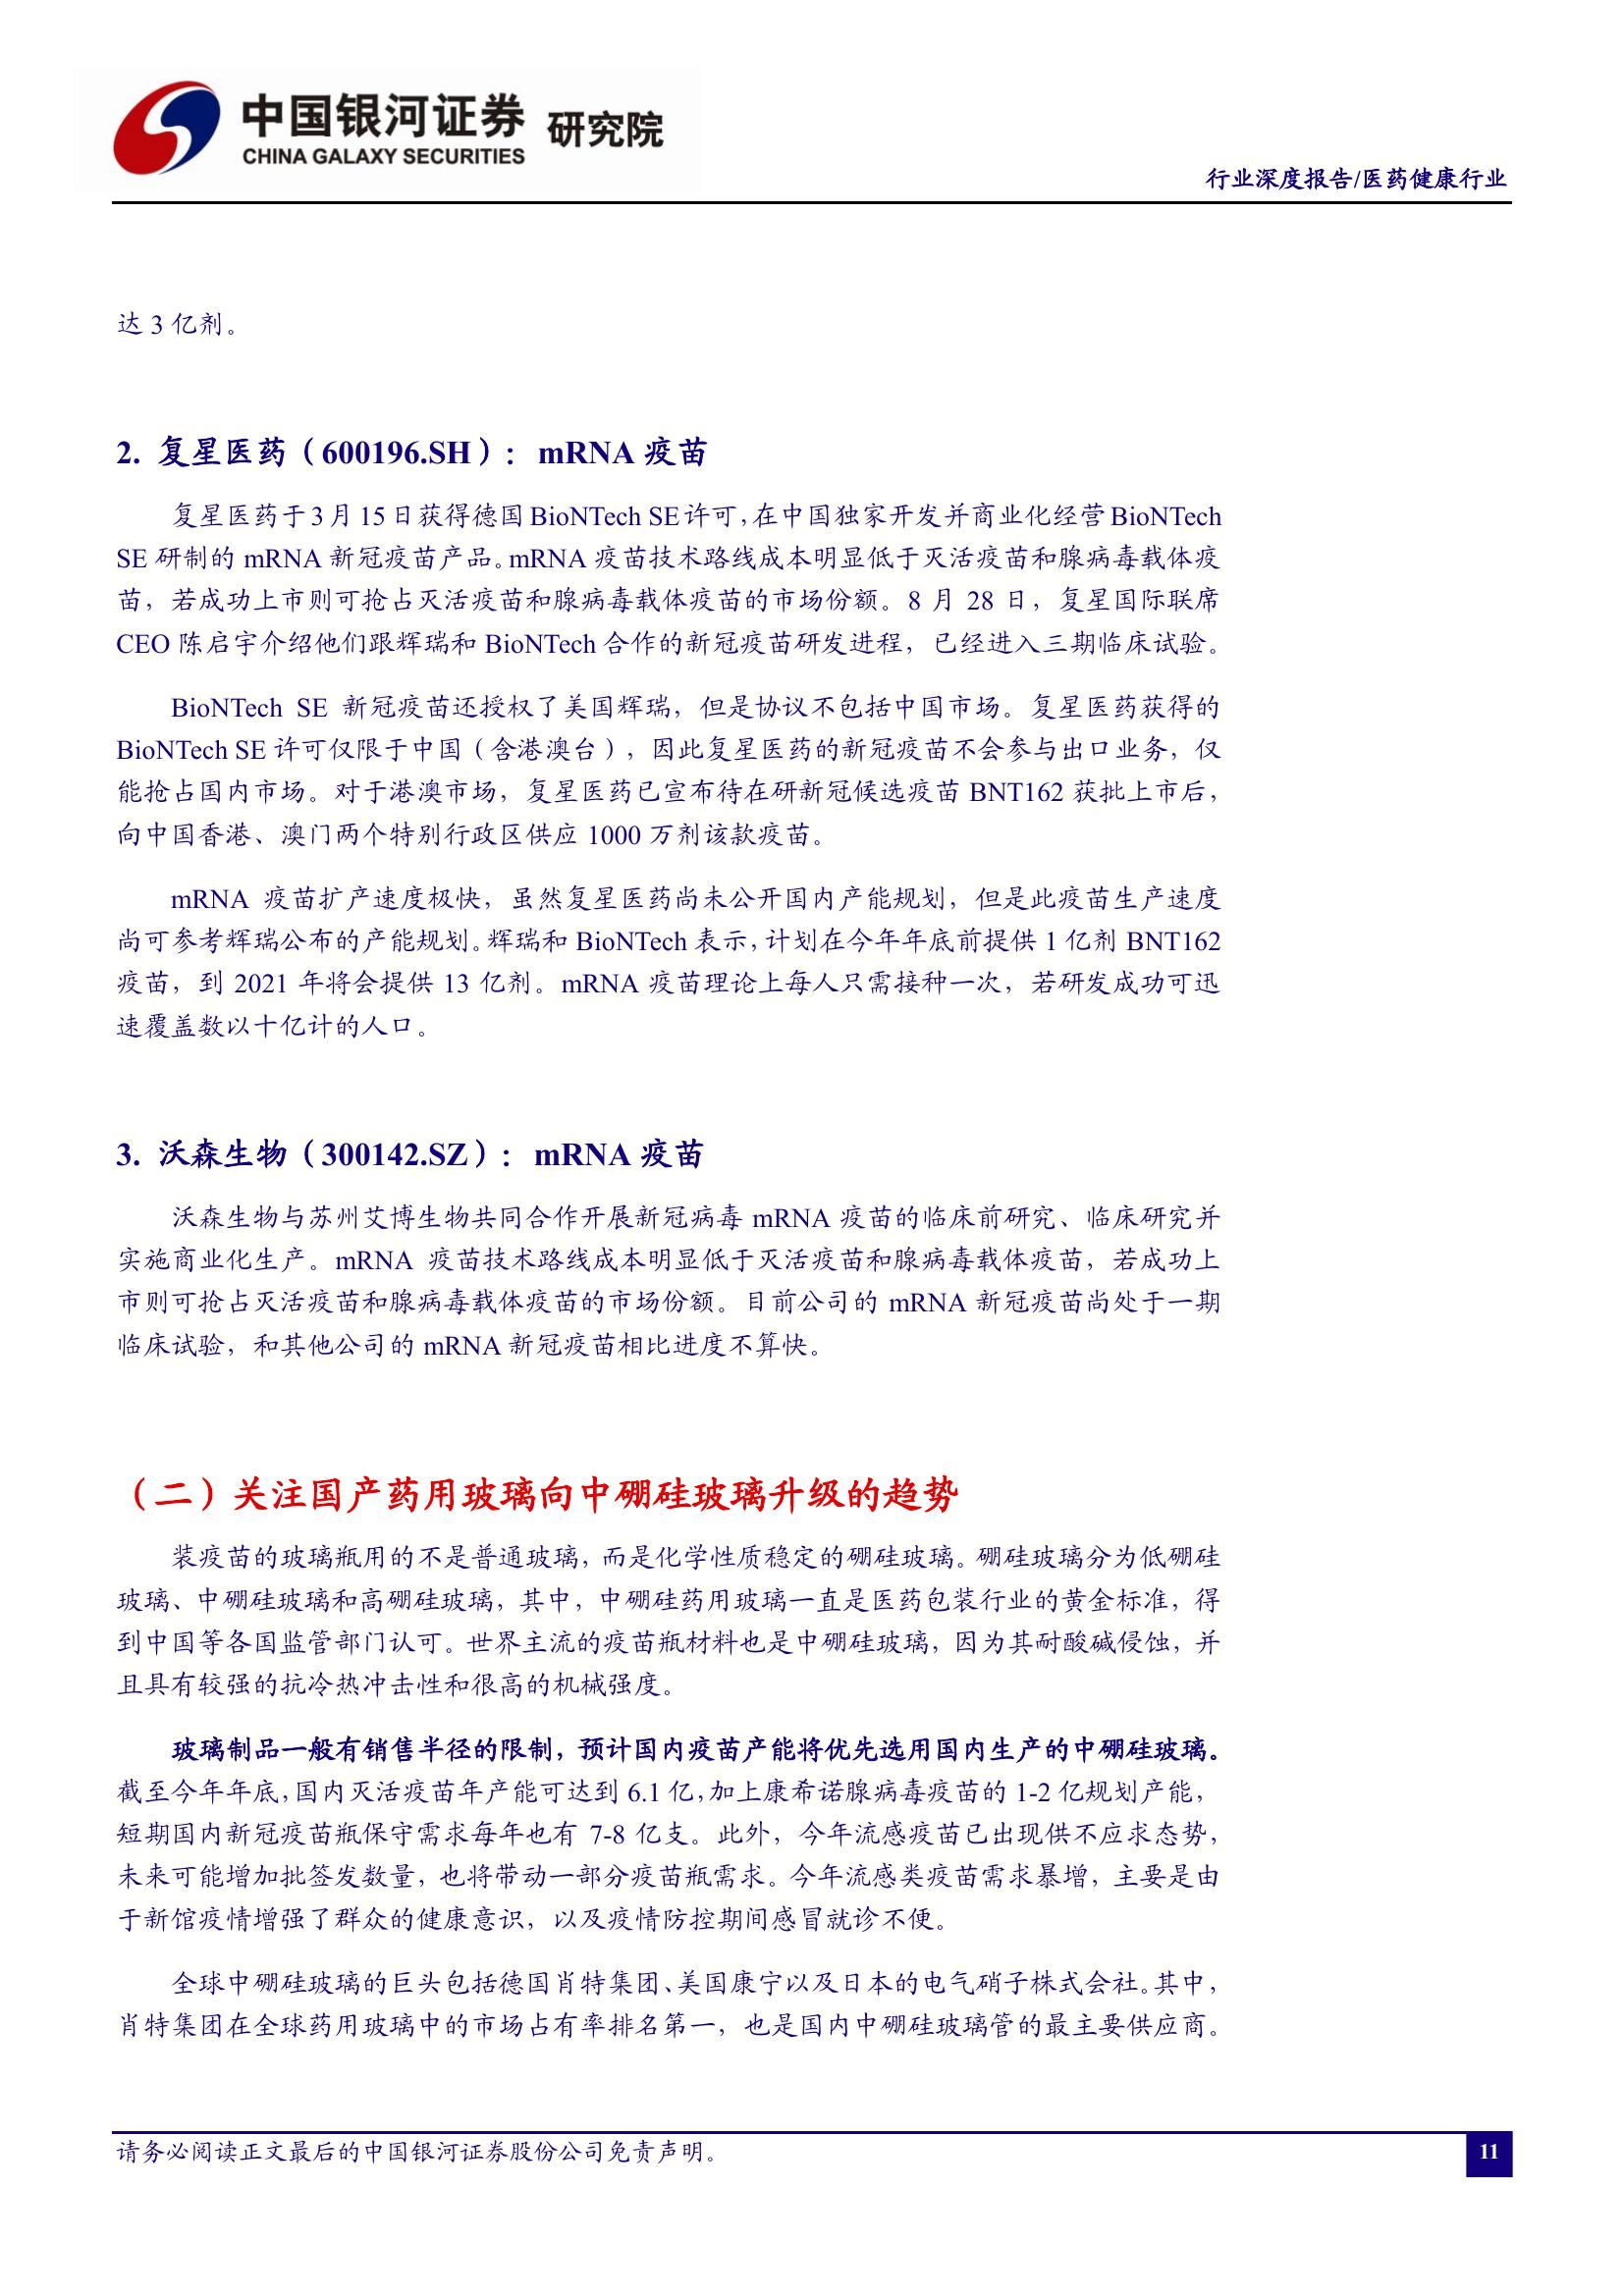 中国银河证券 研究院
CHINA GALAXY SECURITIES
行业深度报告/医药健康行业
达 3 亿剂。
2. 复星医药（600196.SH）： mRNA 疫苗
复星医药于 3 月 15 日获得德国 BioNTech SE 许可，在中国独家开发并商业化经营 BioNTech
SE 研制的 mRNA 新冠疫苗产品。mRNA 疫苗技术路线成本明显低于灭活疫苗和腺病毒载体疫
苗，若成功上市则可抢占灭活疫苗和腺病毒载体疫苗的市场份额。8 月 28 日，复星国际联席
CEO 陈启宇介绍他们跟辉瑞和 BioNTech 合作的新冠疫苗研发进程，已经进入三期临床试验。
BioNTech SE 新冠疫苗还授权了美国辉瑞，但是协议不包括中国市场。复星医药获得的
BioNTech SE 许可仅限于中国（含港澳台），因此复星医药的新冠疫苗不会参与出口业务，仅
能抢占国内市场。对于港澳市场，复星医药已宣布待在研新冠候选疫苗 BNT162 获批上市后，
向中国香港、澳门两个特别行政区供应 1000 万剂该款疫苗。
mRNA 疫苗扩产速度极快，虽然复星医药尚未公开国内产能规划，但是此疫苗生产速度
尚可参考辉瑞公布的产能规划。辉瑞和 BioNTech 表示，计划在今年年底前提供 1 亿剂 BNT162
疫苗，到 2021 年将会提供 13 亿剂。mRNA 疫苗理论上每人只需接种一次，若研发成功可迅
速覆盖数以十亿计的人口。
3. 沃森生物（300142.SZ）： mRNA 疫苗
沃森生物与苏州艾博生物共同合作开展新冠病毒 mRNA 疫苗的临床前研究、临床研究并
实施商业化生产。mRNA 疫苗技术路线成本明显低于灭活疫苗和腺病毒载体疫苗，若成功上
市则可抢占灭活疫苗和腺病毒载体疫苗的市场份额。目前公司的 mRNA 新冠疫苗尚处于一期
临床试验，和其他公司的 mRNA 新冠疫苗相比进度不算快。
（二）关注国产药用玻璃向中硼硅玻璃升级的趋势
装疫苗的玻璃瓶用的不是普通玻璃，而是化学性质稳定的硼硅玻璃。硼硅玻璃分为低硼硅
玻璃、中硼硅玻璃和高硼硅玻璃，其中，中硼硅药用玻璃一直是医药包装行业的黄金标准，得
到中国等各国监管部门认可。世界主流的疫苗瓶材料也是中硼硅玻璃，因为其耐酸碱侵蚀，并
且具有较强的抗冷热冲击性和很高的机械强度。
玻璃制品一般有销售半径的限制，预计国内疫苗产能将优先选用国内生产的中硼硅玻璃。
截至今年年底，国内灭活疫苗年产能可达到 6.1 亿，加上康希诺腺病毒疫苗的 1-2 亿规划产能，
短期国内新冠疫苗瓶保守需求每年也有 7-8 亿支。此外，今年流感疫苗已出现供不应求态势，
未来可能增加批签发数量，也将带动一部分疫苗瓶需求。今年流感类疫苗需求暴增，主要是由
于新馆疫情增强了群众的健康意识，以及疫情防控期间感冒就诊不便。
全球中硼硅玻璃的巨头包括德国肖特集团、美国康宁以及日本的电气硝子株式会社。其中，
肖特集团在全球药用玻璃中的市场占有率排名第一，也是国内中硼硅玻璃管的最主要供应商。
请务必阅读正文最后的中国银河证券股份公司免责声明。
11